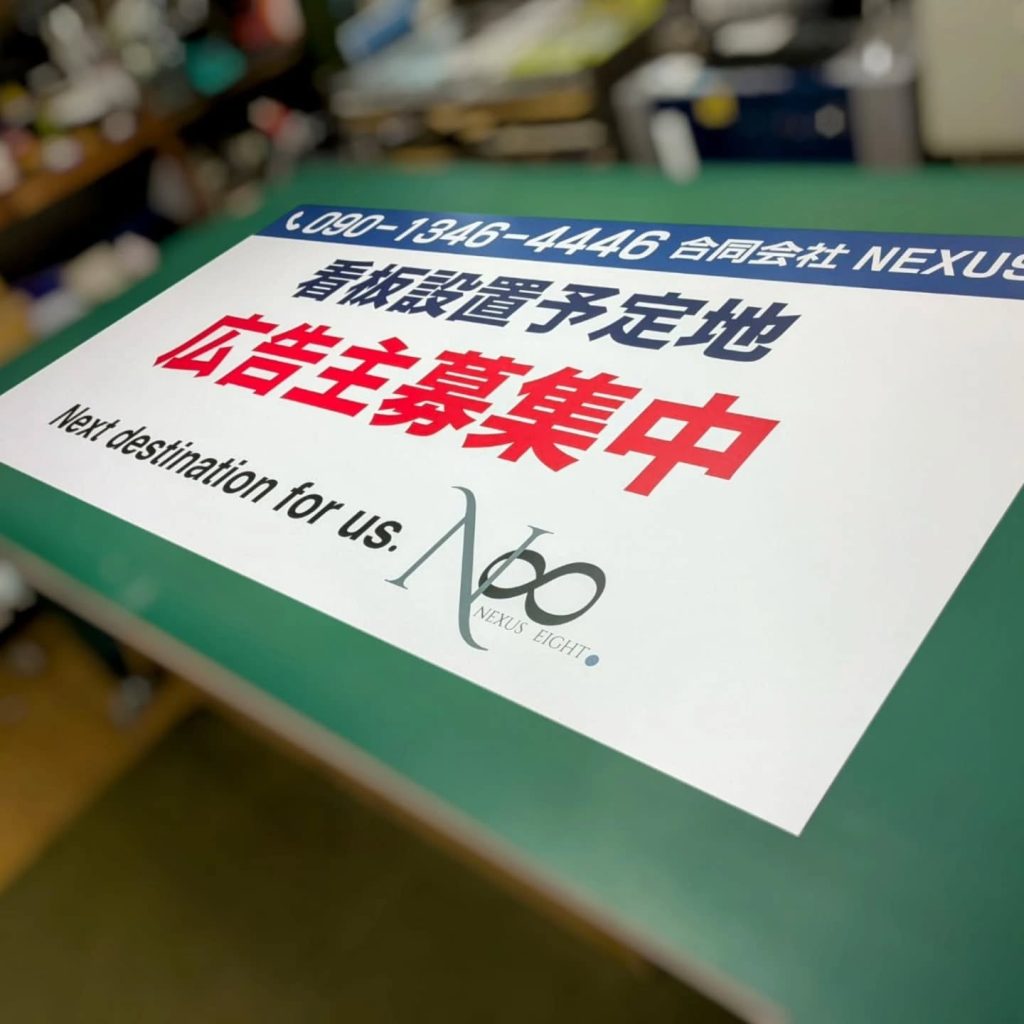 090-1346-4446 合同会社 NEXUS
看板設置予定地
広告主募集中
Next destination for us.
N
NEXUS EIGHT.